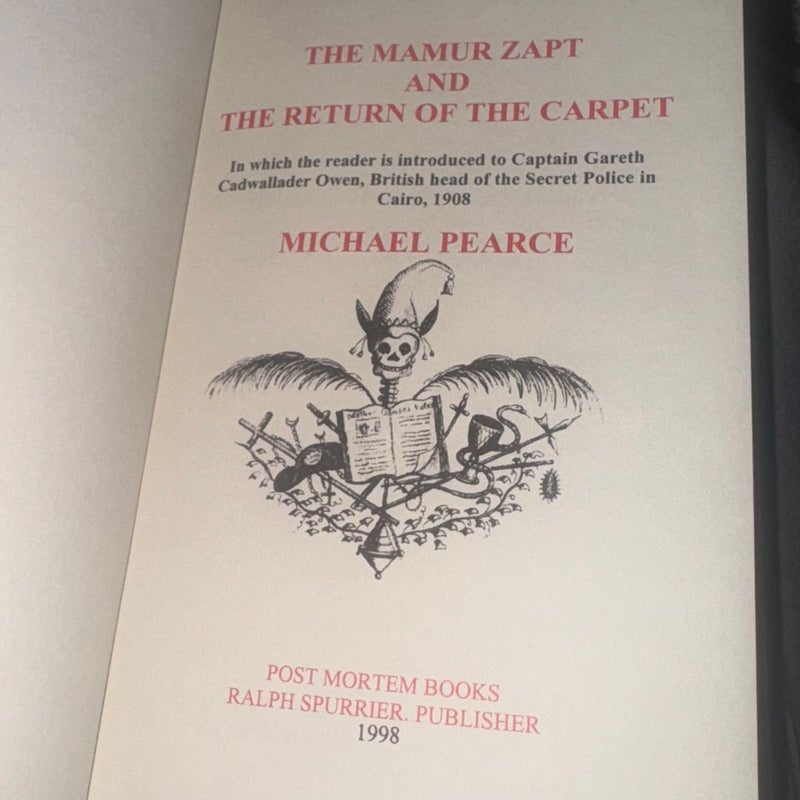 THE MAMUR ZAPT
AND
THE RETURN OF THE CARPET
In which the reader is introduced to Captain Gareth
Cadwallader Owen, British head of the Secret Police in
Cairo, 1908
MICHAEL PEARCE
POST MORTEM BOOKS
RALPH SPURRIER. PUBLISHER
1998